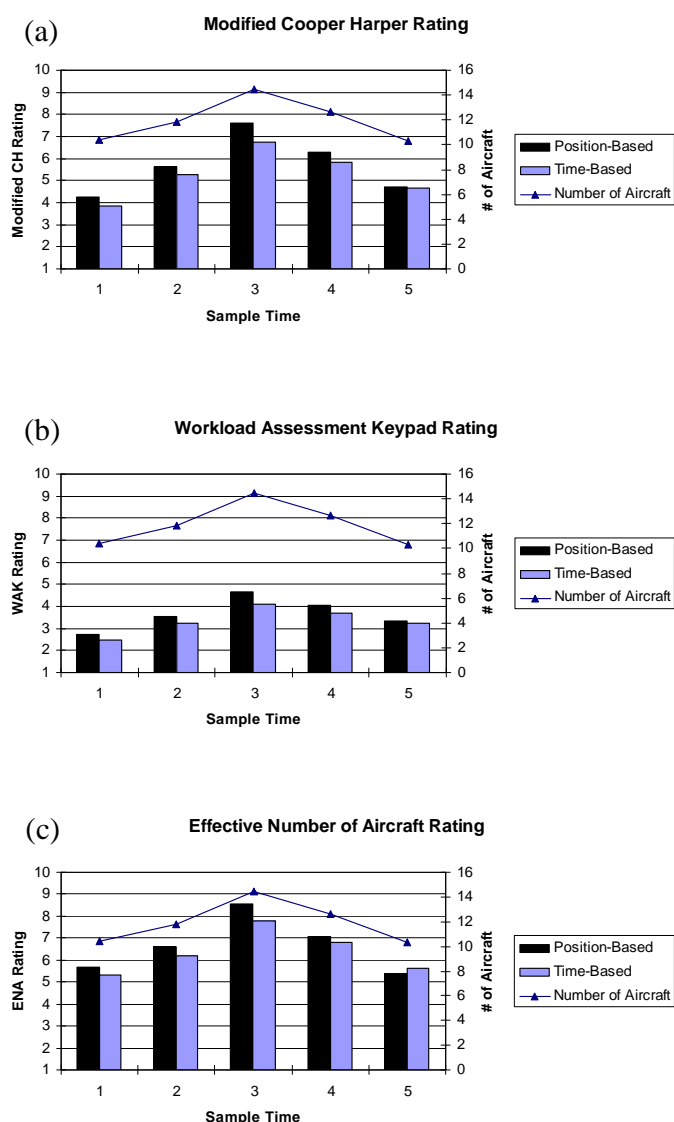 (a)
Modified Cooper Harper Rating
10
9
8
7
6
5
4
3
2
1
Modified CH Rating
16
14
12
10
8
6
4
2
0
# of Aircraft
1 2 3 4 5
Sample Time
Position-Based
Time-Based
Number of Aircraft
(b)
Workload Assessment Keypad Rating
10
9
8
7
6
5
4
3
2
1
WAK Rating
16
14
12
10
8
6
4
2
0
# of Aircraft
1 2 3 4 5
Sample Time
Position-Based
Time-Based
Number of Aircraft
(c)
Effective Number of Aircraft Rating
10
9
8
7
6
5
4
3
2
1
ENA Rating
16
14
12
10
8
6
4
2
0
# of Aircraft
1 2 3 4 5
Sample Time
Position-Based
Time-Based
Number of Aircraft